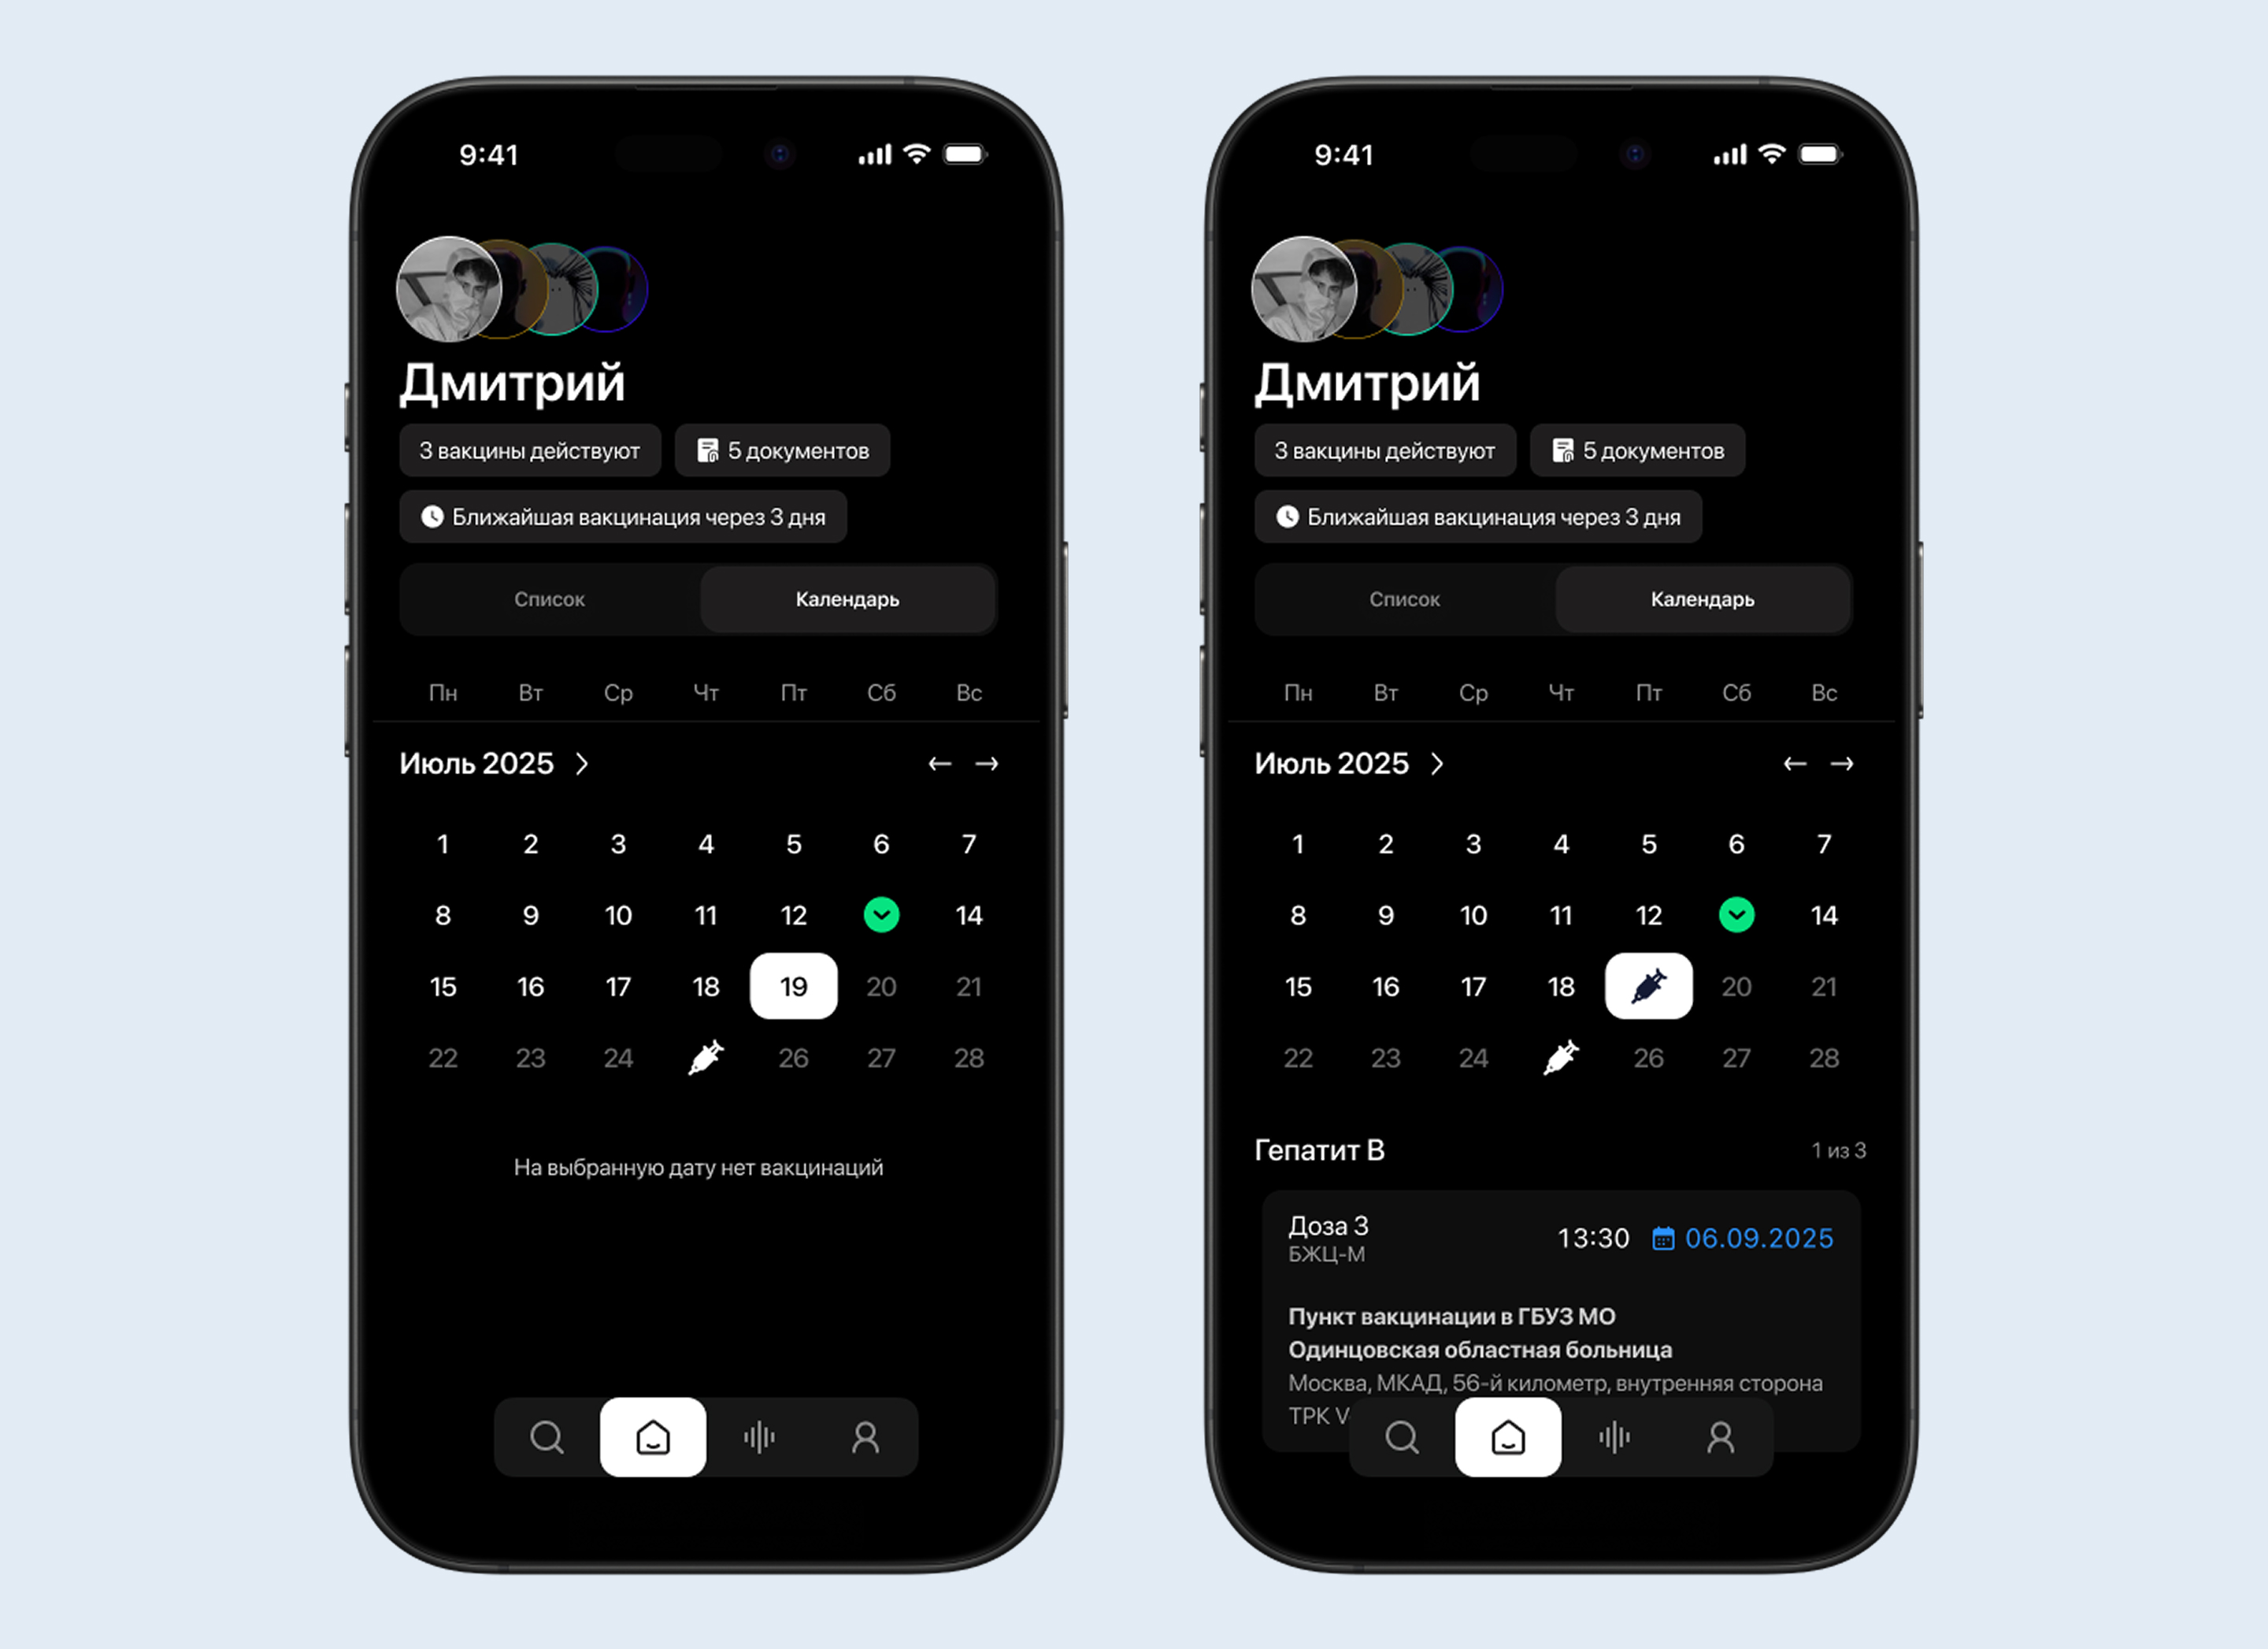 9:41
Дмитрий
3 вакцины действуют
5 документов
Ближайшая вакцинация через 3 дня
Список Календарь
Пн Вт Ср Чт Пт Сб Вс
Июль 2025
1 2 3 4 5 6 7
8 9 10 11 12 14
15 16 17 18 19 20 21
22 23 24 26 27 28
На выбранную дату нет вакцинаций
9:41
Дмитрий
3 вакцины действуют
5 документов
Ближайшая вакцинация через 3 дня
Список Календарь
Пн Вт Ср Чт Пт Сб Вс
Июль 2025
1 2 3 4 5 6 7
8 9 10 11 12 14
15 16 17 18 20 21
22 23 24 26 27 28
Гепатит B 1 из 3
Доза 3 13:30 06.09.2025
БЖЦ-М
Пункт вакцинации в ГБУЗ МО
Одинцовская областная больница
Москва, МКАД, 56-й километр, внутренняя сторона
ТРК